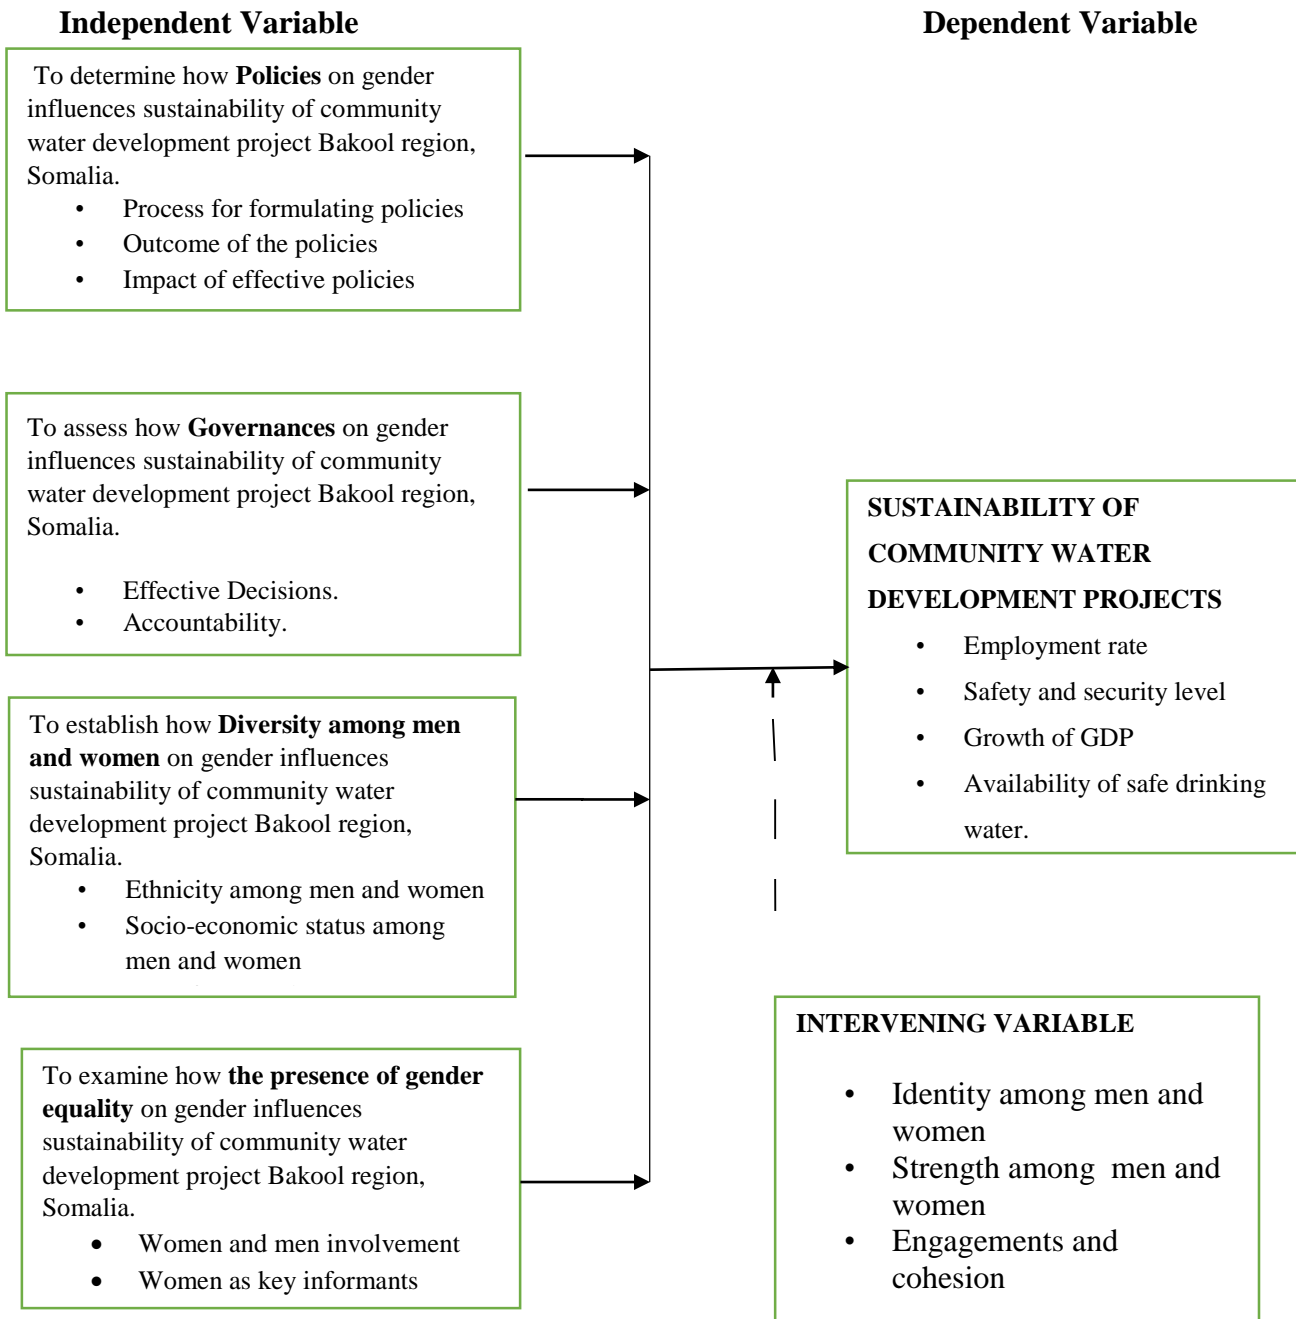 Independent Variable
Dependent Variable
To determine how Policies on gender
influences sustainability of community
water development project Bakool region,
Somalia.
• Process for formulating policies
• Outcome of the policies
• Impact of effective policies
To assess how Governances on gender
influences sustainability of community
water development project Bakool region,
Somalia.
• Effective Decisions.
• Accountability.
To establish how Diversity among men
and women on gender influences
sustainability of community water
development project Bakool region,
Somalia.
• Ethnicity among men and women
• Socio-economic status among
men and women
To examine how the presence of gender
equality on gender influences
sustainability of community water
development project Bakool region,
Somalia.
• Women and men involvement
• Women as key informants
SUSTAINABILITY OF
COMMUNITY WATER
DEVELOPMENT PROJECTS
• Employment rate
• Safety and security level
• Growth of GDP
• Availability of safe drinking
water.
INTERVENING VARIABLE
• Identity among men and
women
• Strength among men and
women
• Engagements and
cohesion